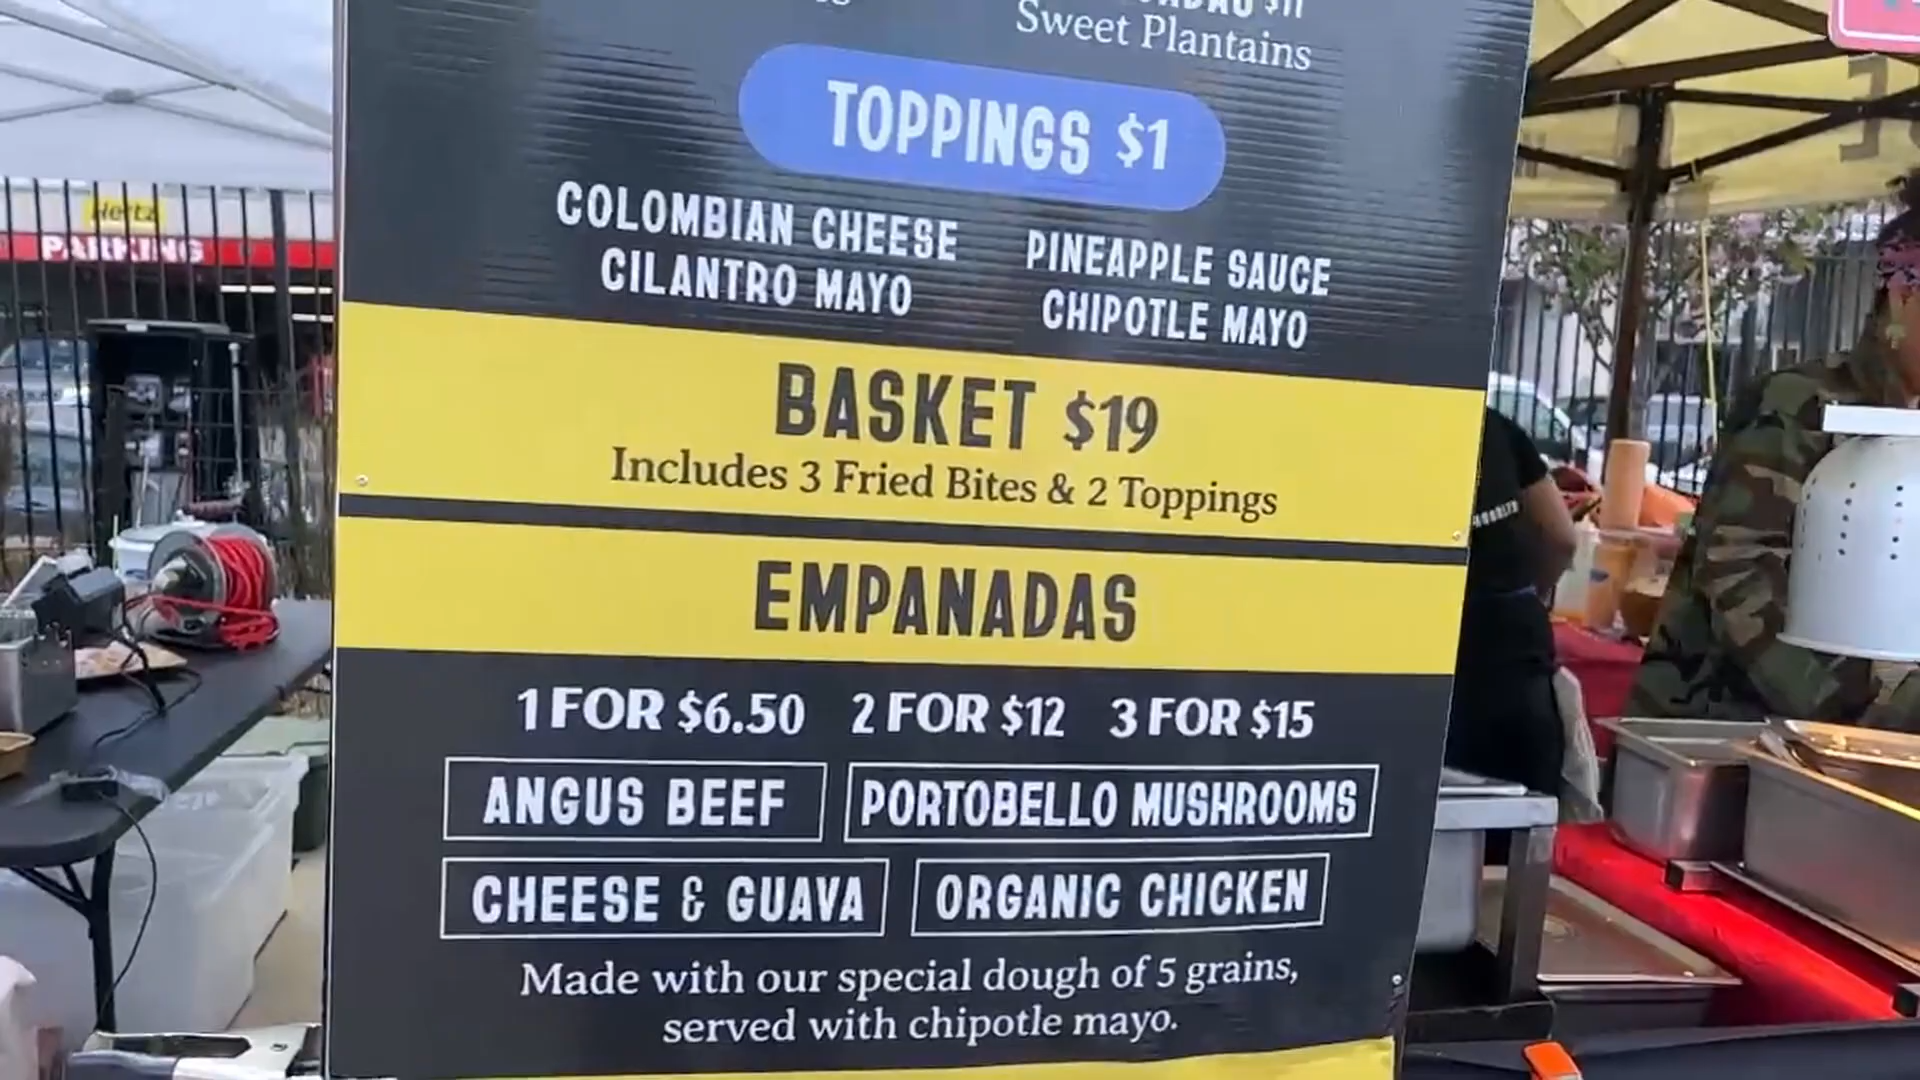 $11
Sweet Plantains
TOPPINGS $1
COLOMBIAN CHEESE
CILANTRO MAYO
PINEAPPLE SAUCE
CHIPOTLE MAYO
BASKET $19
Includes 3 Fried Bites & 2 Toppings
EMPANADAS
1 FOR $6.50 2 FOR $12 3 FOR $15
ANGUS BEEF
PORTOBELLO MUSHROOMS
CHEESE & GUAVA
ORGANIC CHICKEN
Made with our special dough of 5 grains,
served with chipotle mayo.
Hertz
PARKING